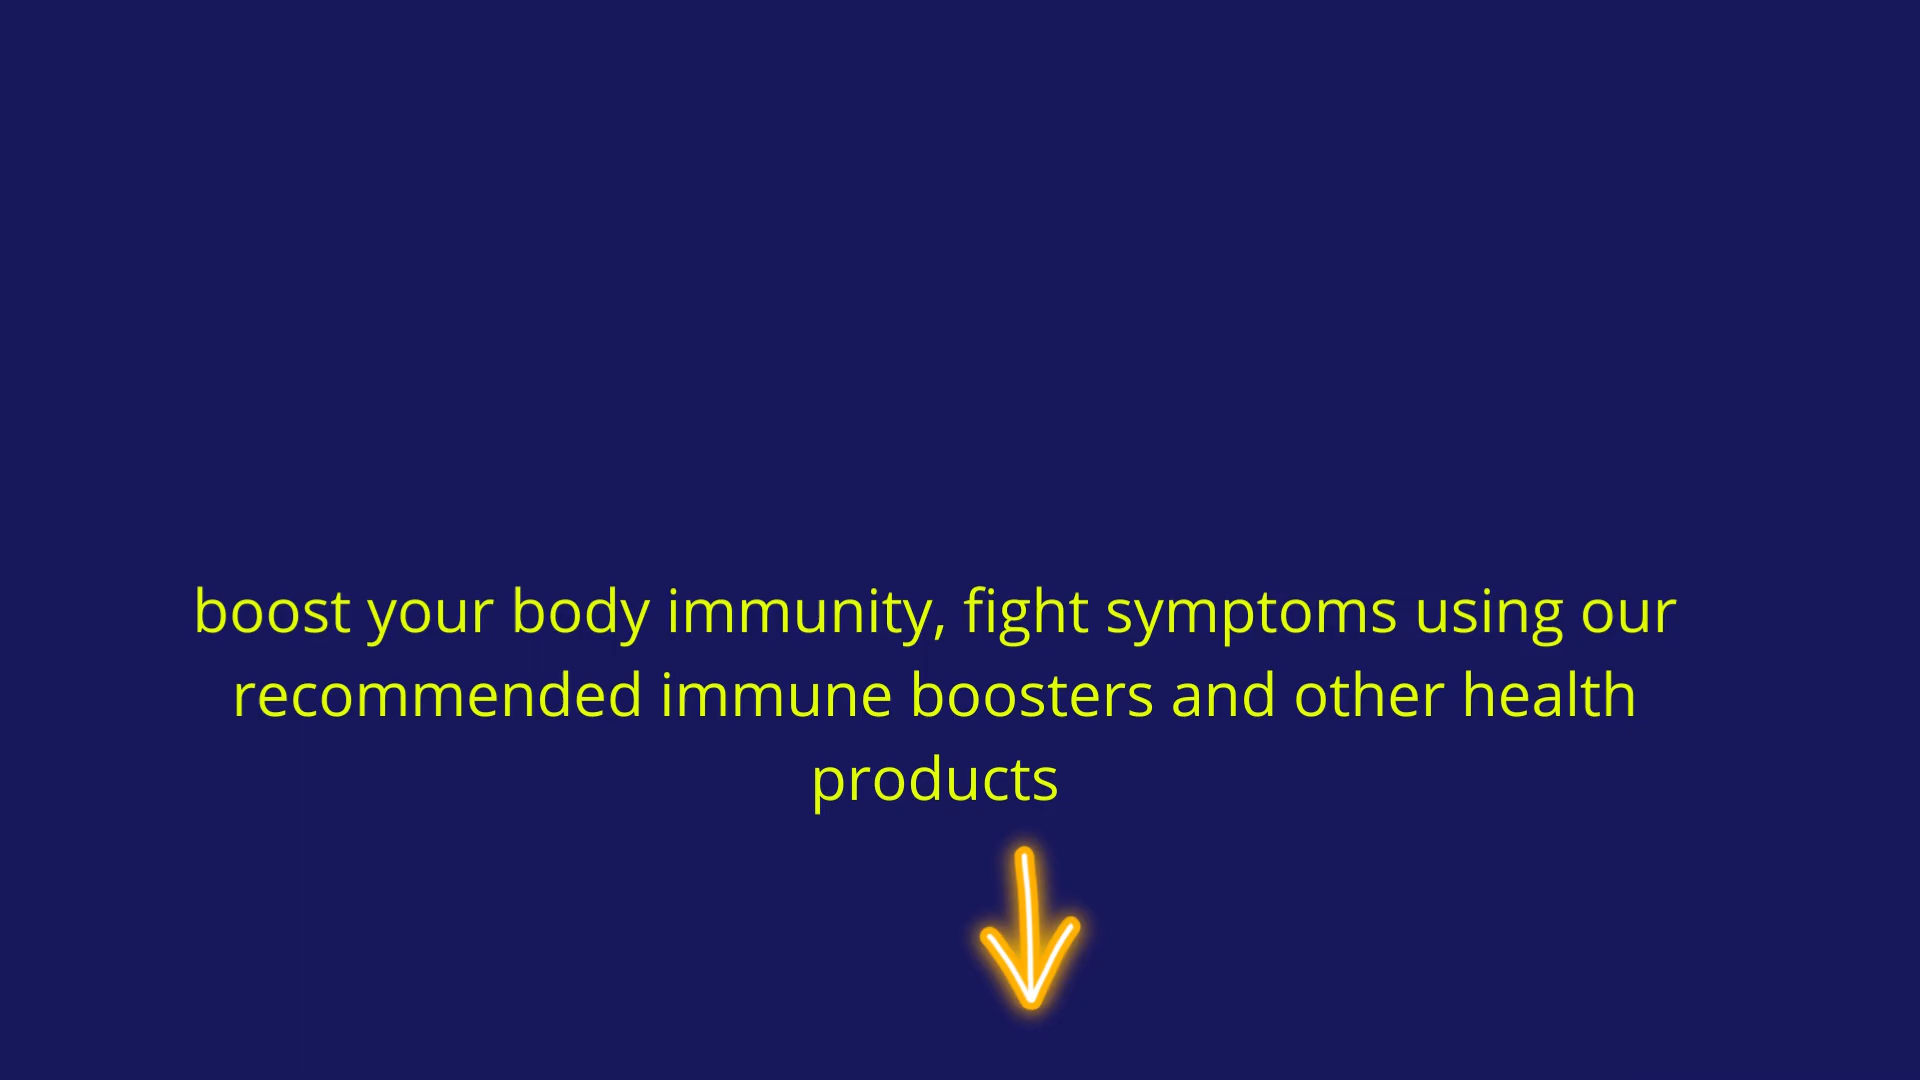 boost your body immunity, fight symptoms using our
recommended immune boosters and other health
products